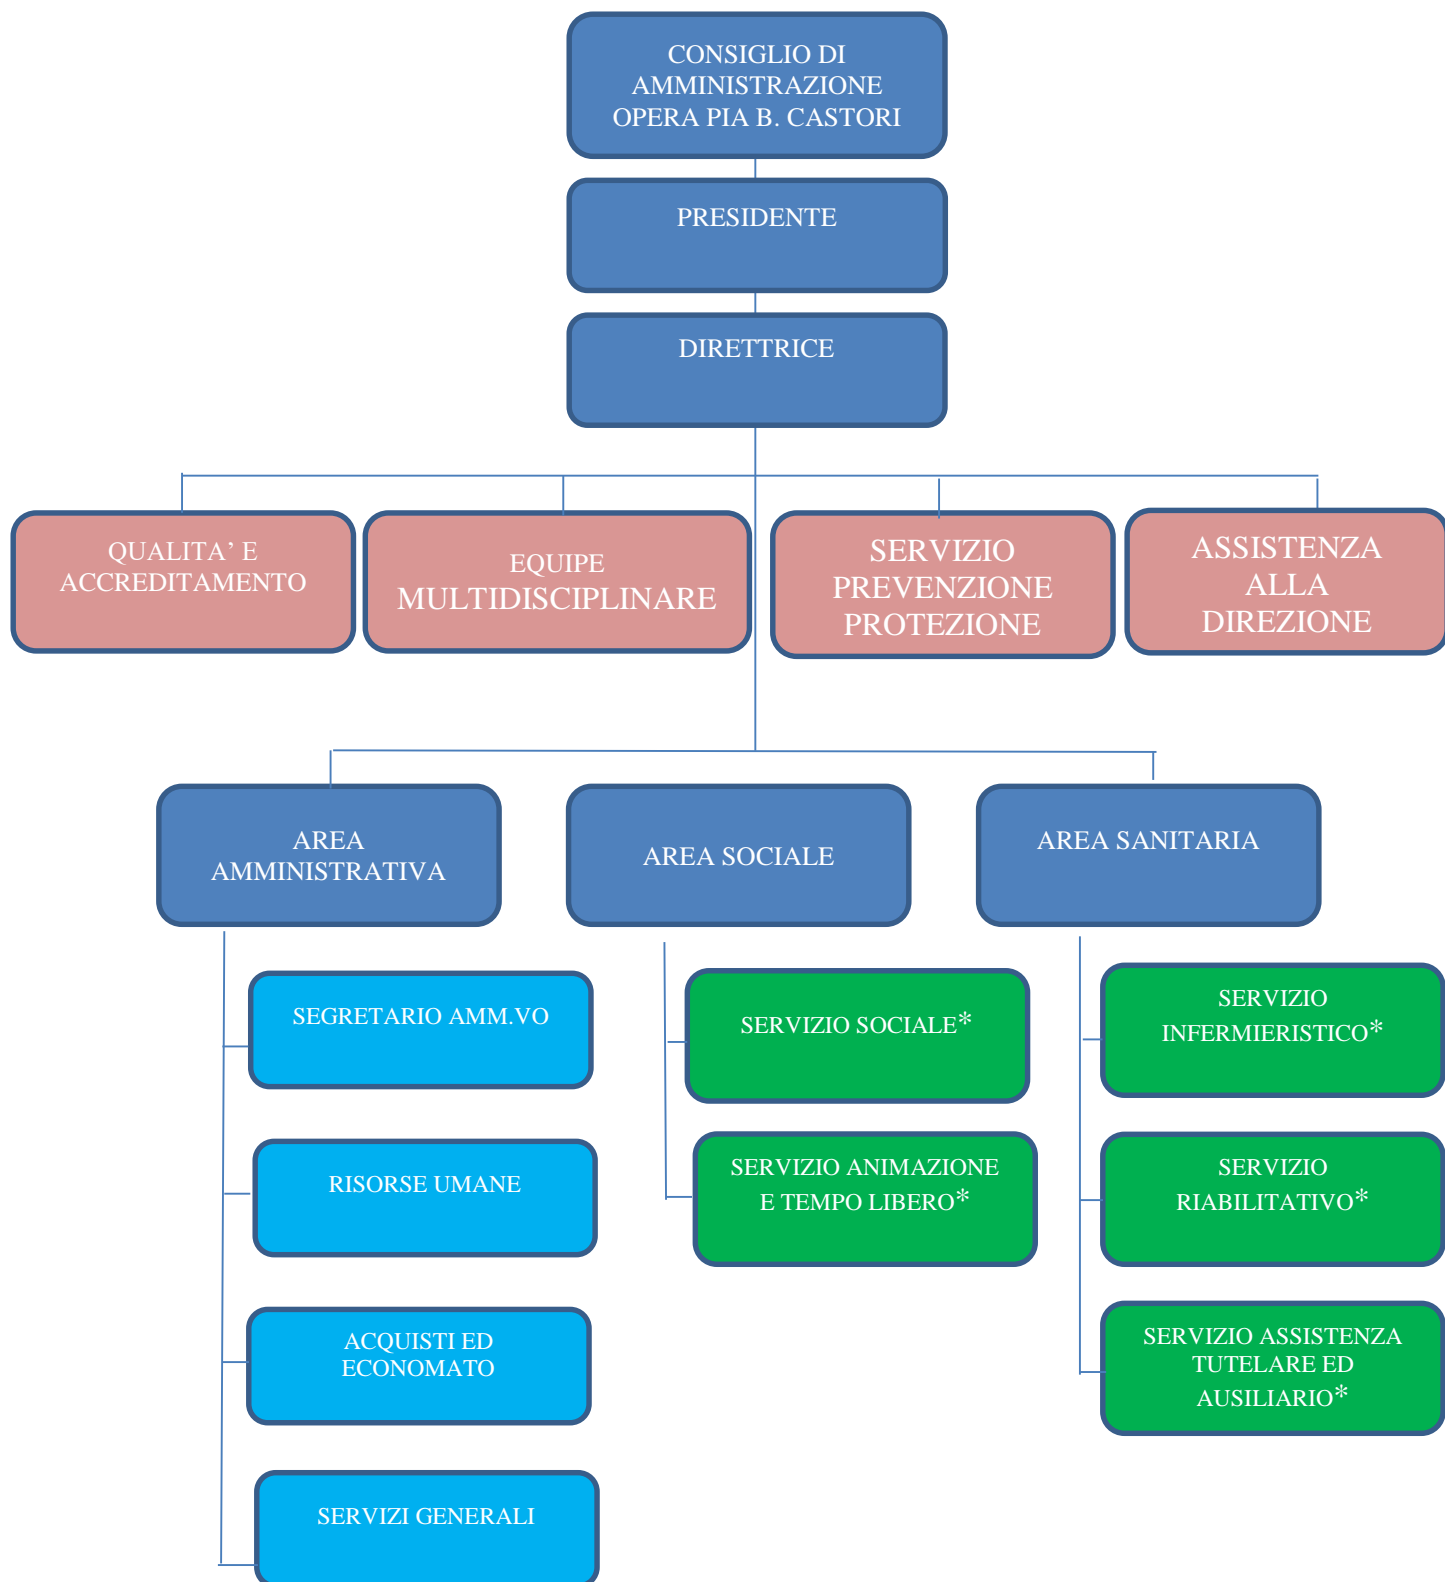 CONSIGLIO DI
AMMINISTRAZIONE
OPERA PIA B. CASTORI
PRESIDENTE
DIRETTRICE
QUALITA’ E
ACCREDITAMENTO
EQUIPE
MULTIDISCIPLINARE
SERVIZIO
PREVENZIONE
PROTEZIONE
ASSISTENZA
ALLA
DIREZIONE
AREA
AMMINISTRATIVA
AREA SOCIALE
AREA SANITARIA
SEGRETARIO AMM.VO
RISORSE UMANE
ACQUISTI ED
ECONOMATO
SERVIZI GENERALI
SERVIZIO SOCIALE*
SERVIZIO ANIMAZIONE
E TEMPO LIBERO*
SERVIZIO
INFERMIERISTICO*
SERVIZIO
RIABILITATIVO*
SERVIZIO ASSISTENZA
TUTELARE ED
AUSILIARIO*